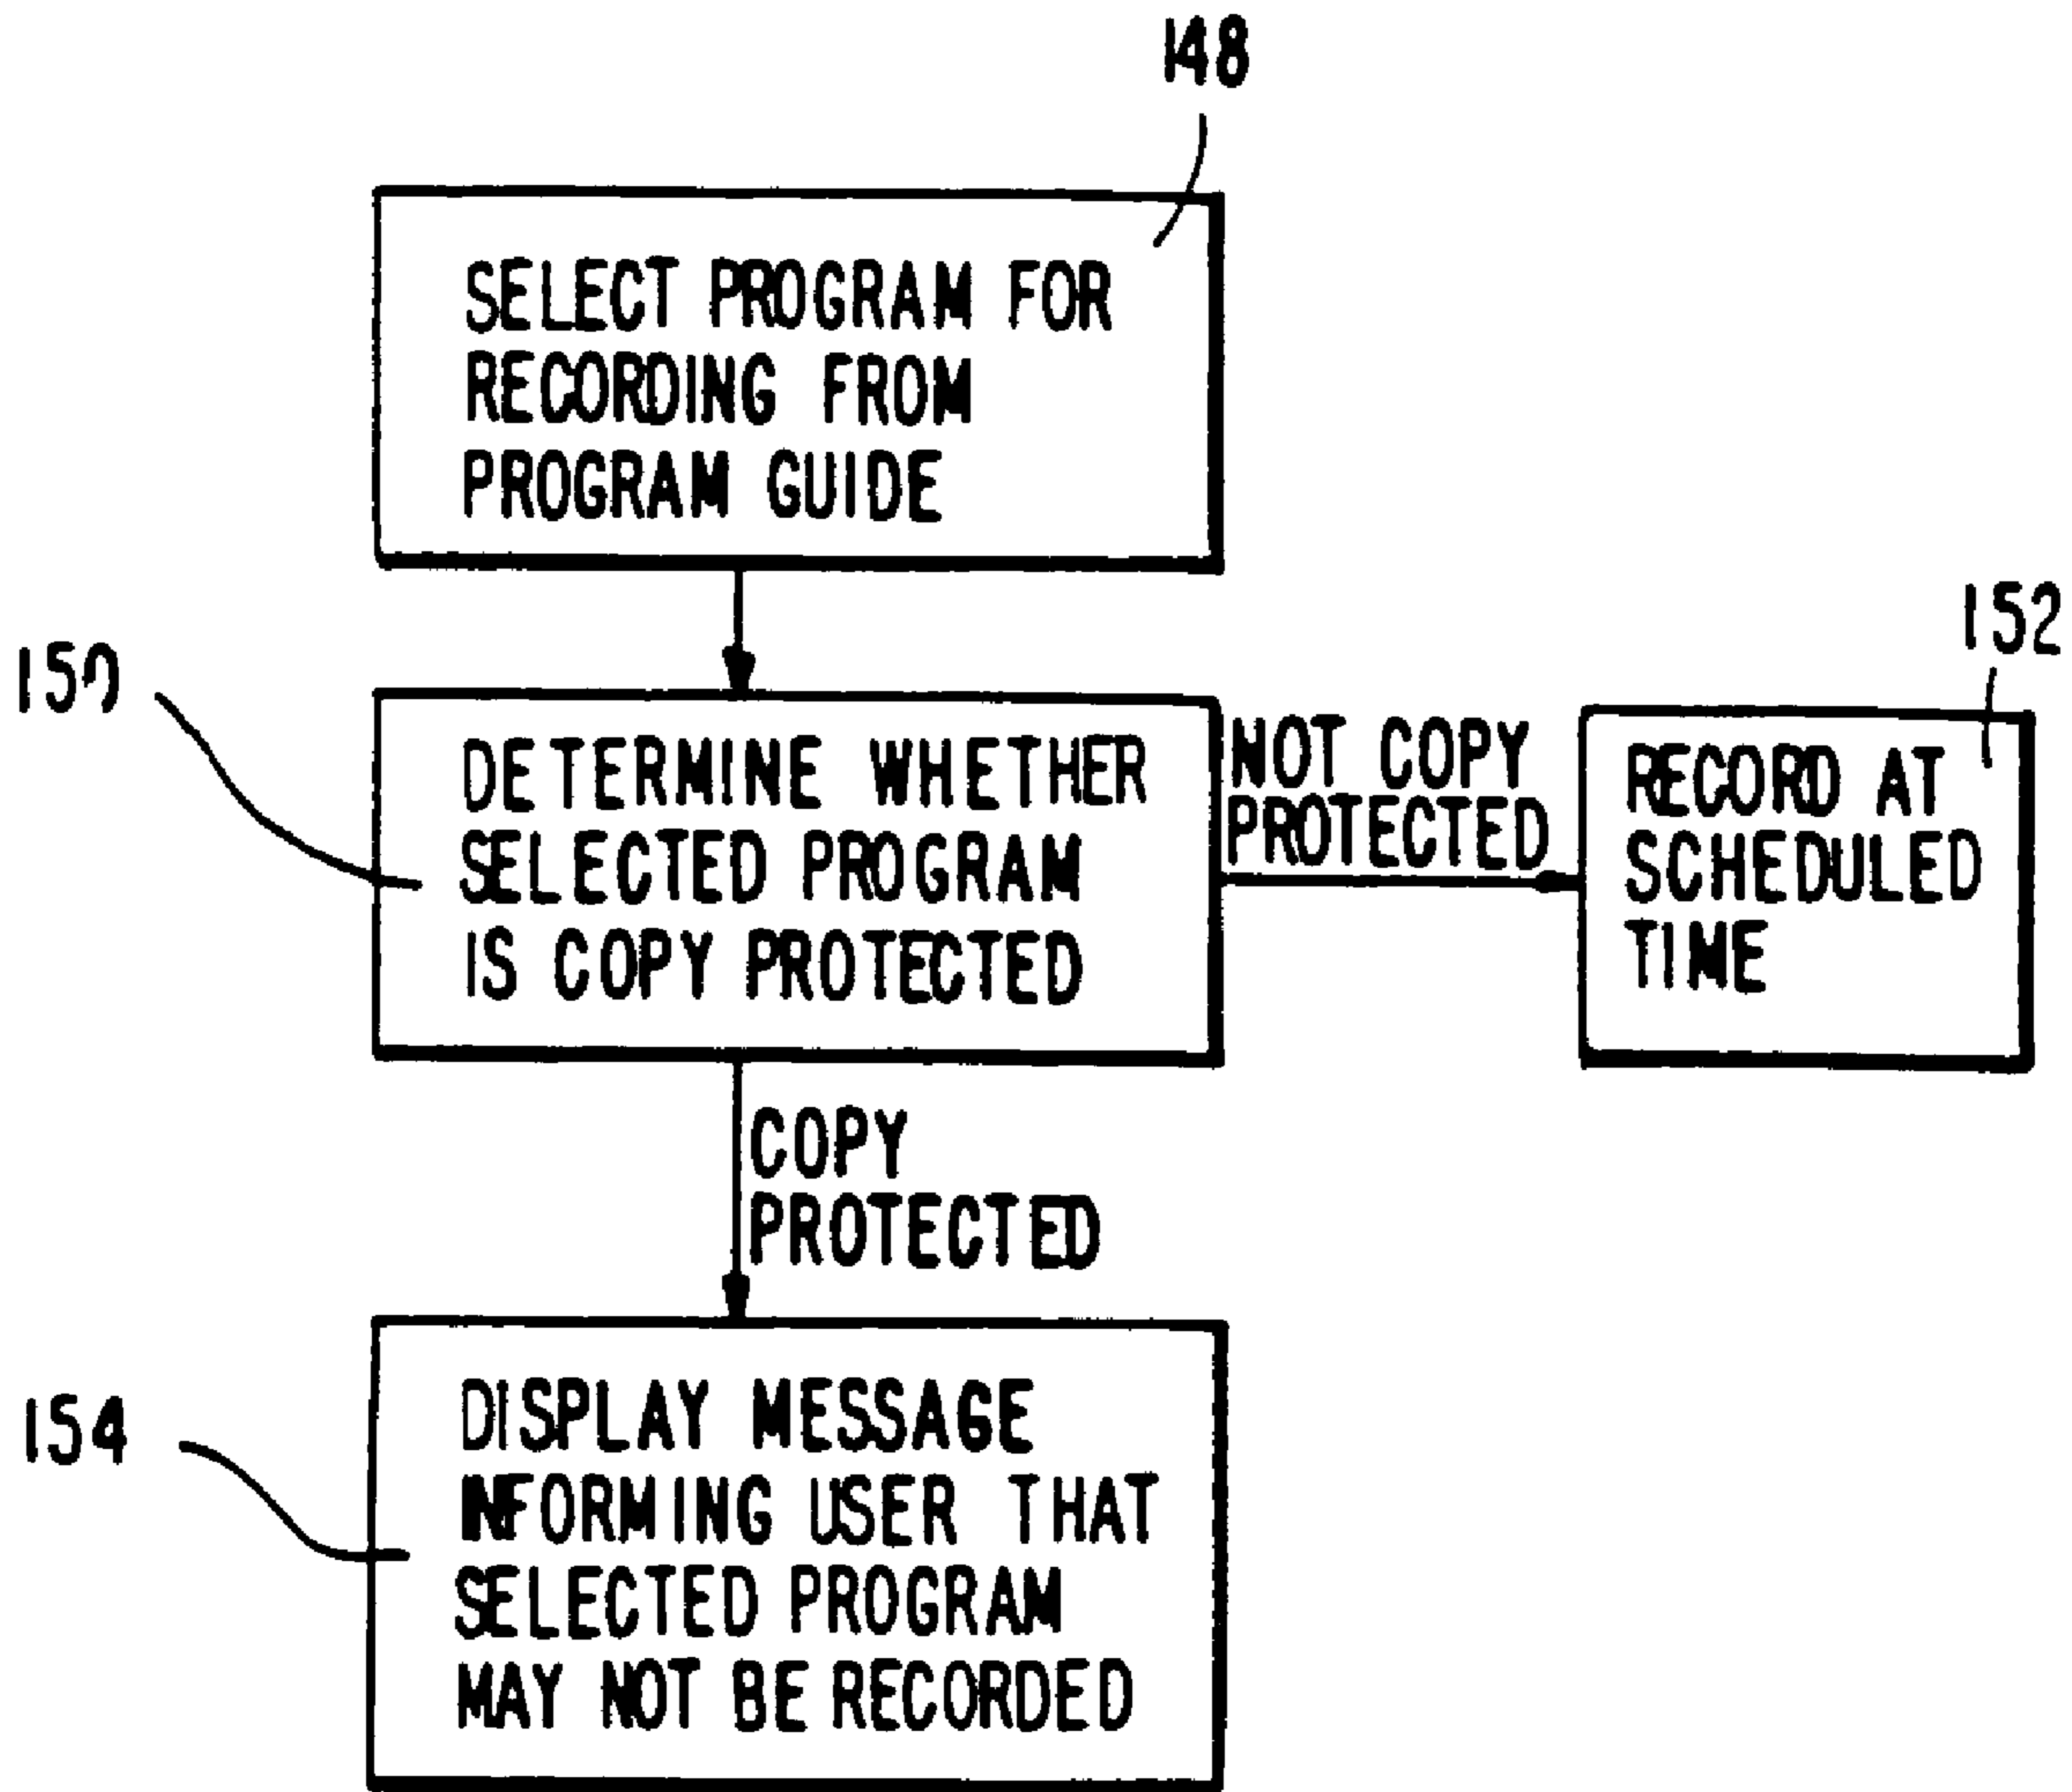 148
SELECT PROGRAM FOR
RECORDING FROM
PROGRAM GUIDE
150
DETERMINE WHETHER
SELECTED PROGRAM
IS COPY PROTECTED
NOT COPY
PROTECTED
152
RECORD AT
SCHEDULED
TIME
COPY
PROTECTED
154
DISPLAY MESSAGE
INFORMING USER THAT
SELECTED PROGRAM
MAY NOT BE RECORDED